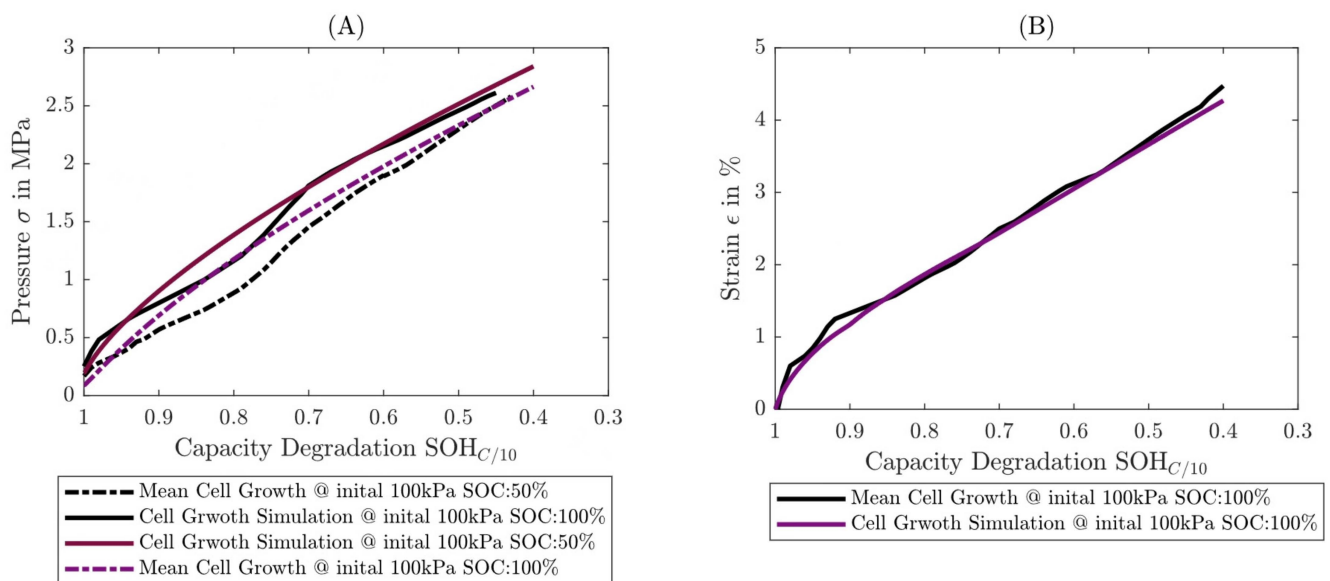 (A)
3
2.5
2
1.5
1
0.5
0
Pressure σ in MPa
1 0.9 0.8 0.7 0.6 0.5 0.4 0.3
Capacity Degradation SOH_{C/10}
Mean Cell Growth @ inital 100kPa SOC:50%
Cell Grwoth Simulation @ inital 100kPa SOC:100%
Cell Grwoth Simulation @ inital 100kPa SOC:50%
Mean Cell Growth @ inital 100kPa SOC:100%
(B)
5
4
3
2
1
0
Strain ϵ in %
1 0.9 0.8 0.7 0.6 0.5 0.4 0.3
Capacity Degradation SOH_{C/10}
Mean Cell Growth @ inital 100kPa SOC:100%
Cell Grwoth Simulation @ inital 100kPa SOC:100%